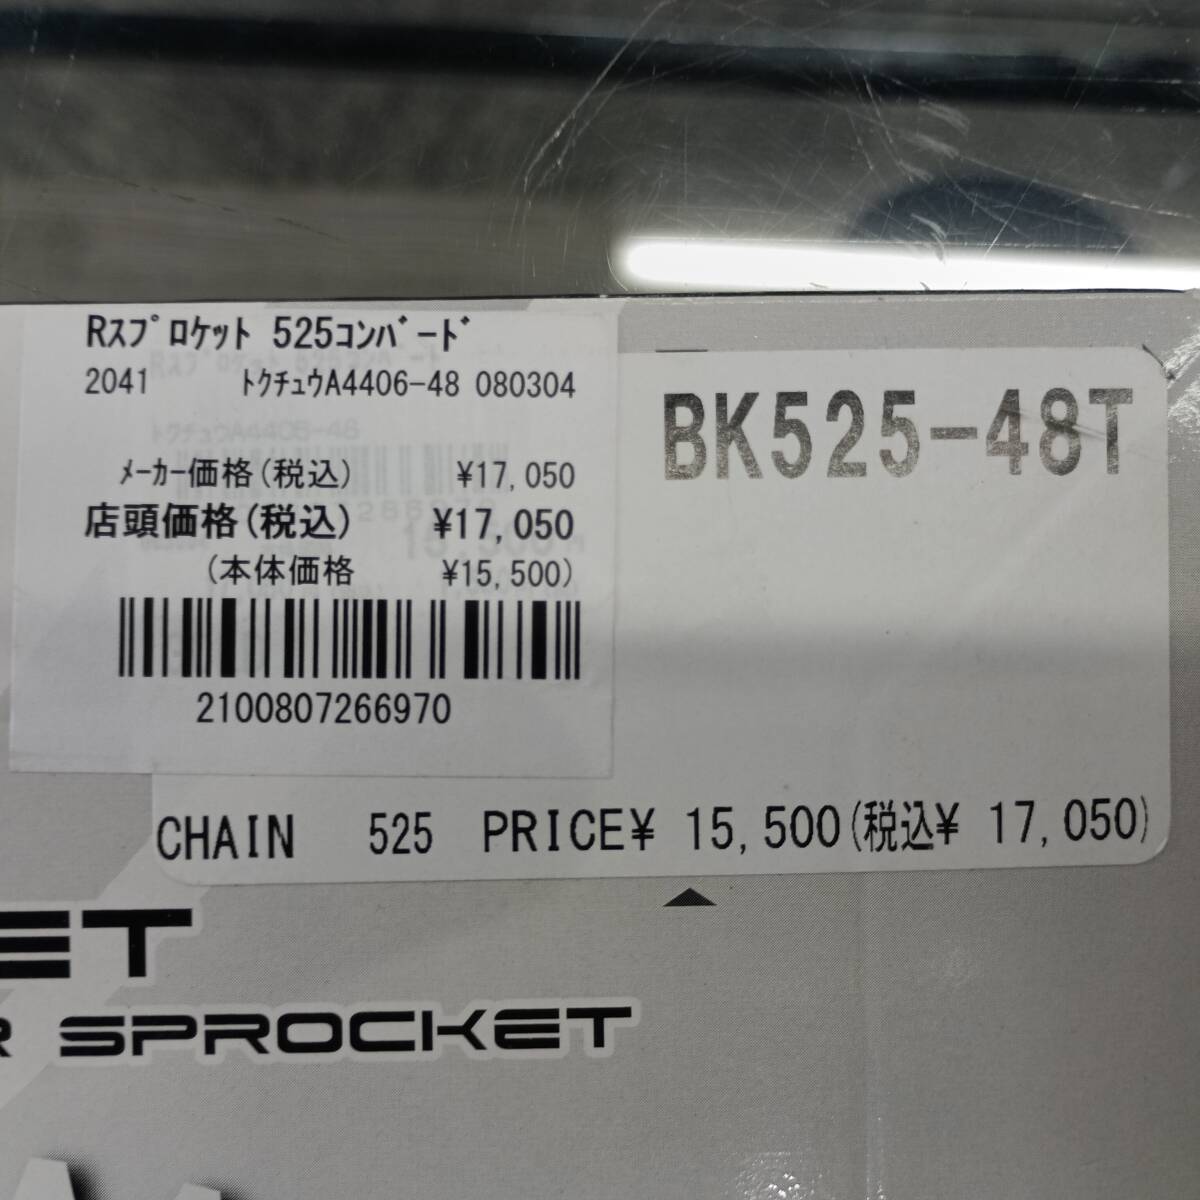 Rスプロケット 525コンバード
2041 トクチュウA4406-48 080304
メーカー価格(税込) ¥17,050
店頭価格(税込) ¥17,050
(本体価格 ¥15,500)
2100807266970
BK525-48T
CHAIN 525 PRICE¥ 15,500(税込¥ 17,050)
ET
R SPROCKET